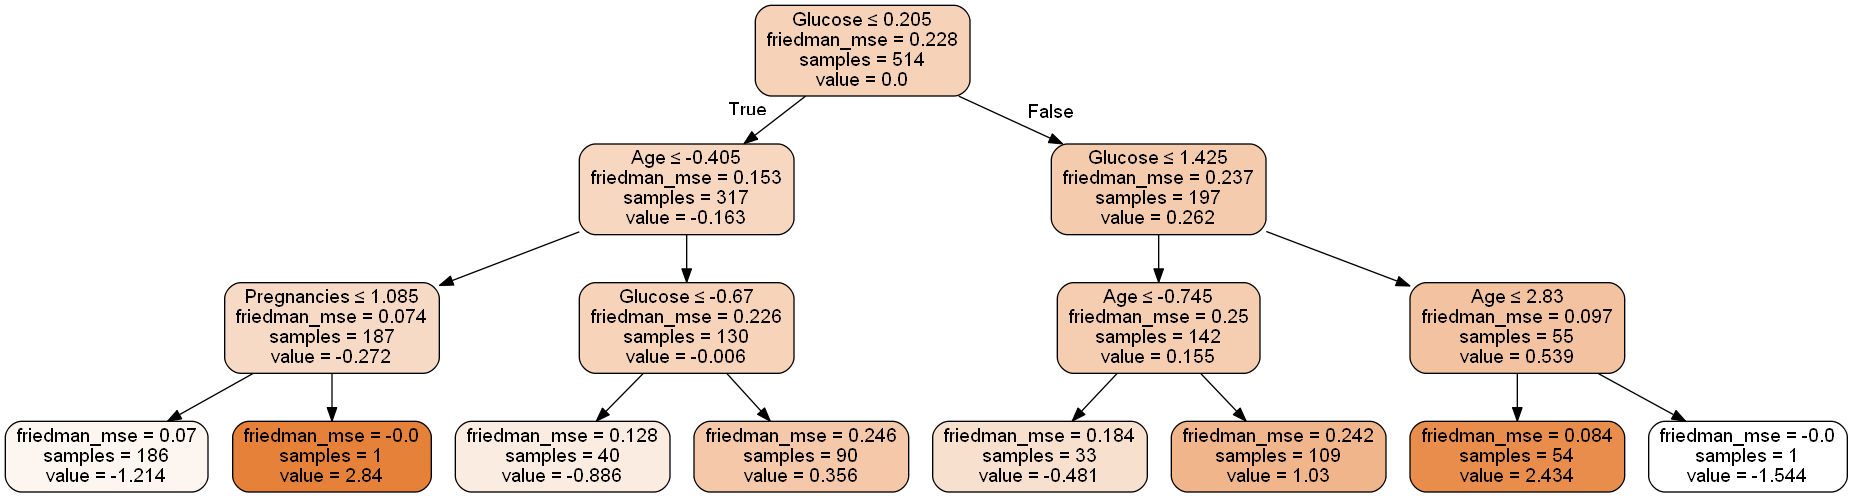 Glucose ≤ 0.205
friedman_mse = 0.228
samples = 514
value = 0.0
True
False
Age ≤ -0.405
friedman_mse = 0.153
samples = 317
value = -0.163
Glucose ≤ 1.425
friedman_mse = 0.237
samples = 197
value = 0.262
Pregnancies ≤ 1.085
friedman_mse = 0.074
samples = 187
value = -0.272
Glucose ≤ -0.67
friedman_mse = 0.226
samples = 130
value = -0.006
Age ≤ -0.745
friedman_mse = 0.25
samples = 142
value = 0.155
Age ≤ 2.83
friedman_mse = 0.097
samples = 55
value = 0.539
friedman_mse = 0.07
samples = 186
value = -1.214
friedman_mse = -0.0
samples = 1
value = 2.84
friedman_mse = 0.128
samples = 40
value = -0.886
friedman_mse = 0.246
samples = 90
value = 0.356
friedman_mse = 0.184
samples = 33
value = -0.481
friedman_mse = 0.242
samples = 109
value = 1.03
friedman_mse = 0.084
samples = 54
value = 2.434
friedman_mse = -0.0
samples = 1
value = -1.544